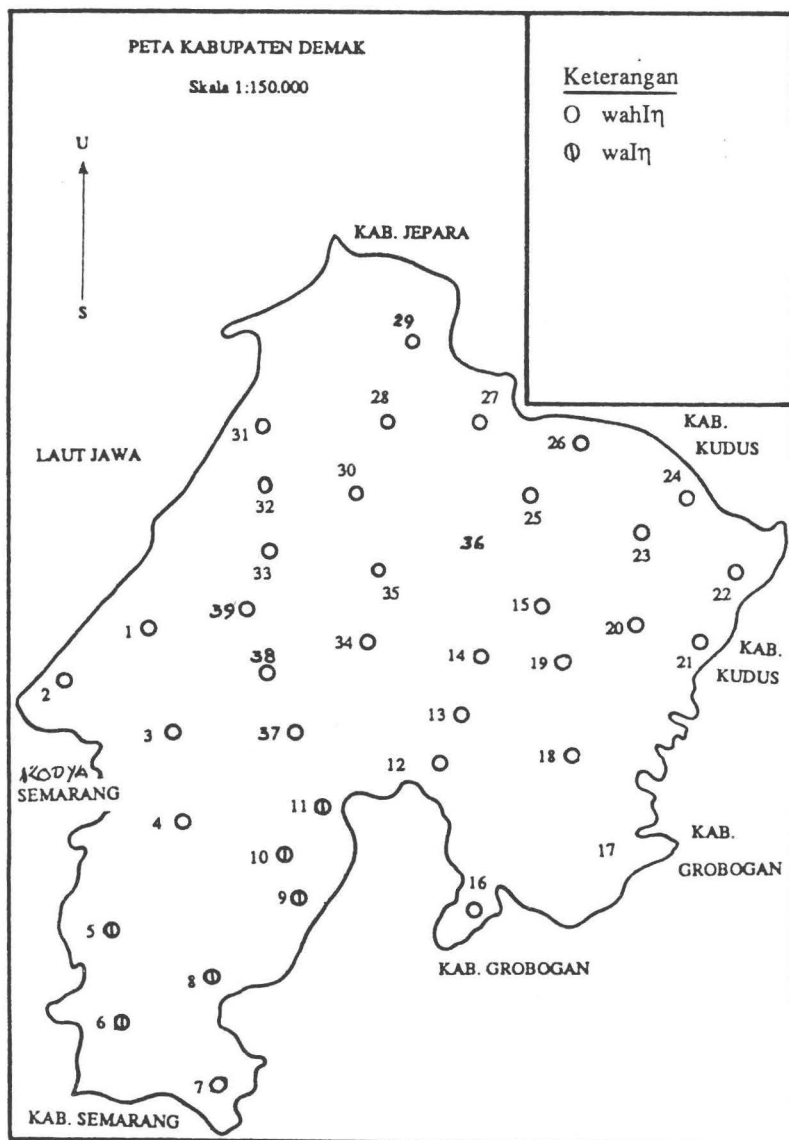 PETA KABUPATEN DEMAK
Skala 1:150.000
Keterangan
O wahIη
⦶ waIη
U
S
KAB. JEPARA
29
28
27
KAB.
KUDUS
26
31
LAUT JAWA
30
24
32
25
36
23
33
35
22
39
15
1
20
34
14
19
21
KAB.
KUDUS
38
2
13
3
37
12
18
KODYA
SEMARANG
11
4
17
KAB.
GROBOGAN
10
9
16
5
KAB. GROBOGAN
8
6
7
KAB. SEMARANG